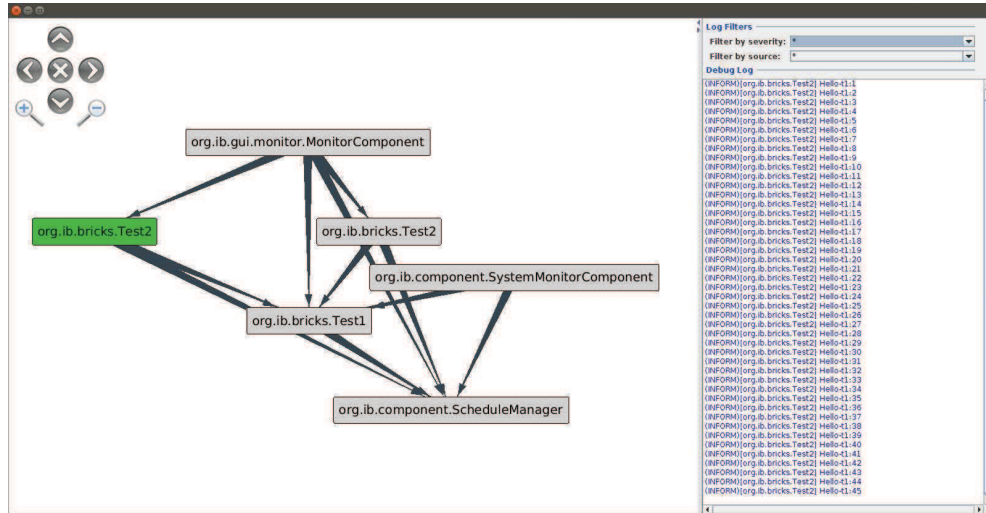 org.ib.gui.monitor.MonitorComponent
org.ib.bricks.Test2
org.ib.bricks.Test2
org.ib.component.SystemMonitorComponent
org.ib.bricks.Test1
org.ib.component.ScheduleManager
Log Filters
Filter by severity: *
Filter by source: *
Debug Log
(INFORM)[org.ib.bricks.Test2] Hello-t1:1
(INFORM)[org.ib.bricks.Test2] Hello-t1:2
(INFORM)[org.ib.bricks.Test2] Hello-t1:3
(INFORM)[org.ib.bricks.Test2] Hello-t1:4
(INFORM)[org.ib.bricks.Test2] Hello-t1:5
(INFORM)[org.ib.bricks.Test2] Hello-t1:6
(INFORM)[org.ib.bricks.Test2] Hello-t1:7
(INFORM)[org.ib.bricks.Test2] Hello-t1:8
(INFORM)[org.ib.bricks.Test2] Hello-t1:9
(INFORM)[org.ib.bricks.Test2] Hello-t1:10
(INFORM)[org.ib.bricks.Test2] Hello-t1:11
(INFORM)[org.ib.bricks.Test2] Hello-t1:12
(INFORM)[org.ib.bricks.Test2] Hello-t1:13
(INFORM)[org.ib.bricks.Test2] Hello-t1:14
(INFORM)[org.ib.bricks.Test2] Hello-t1:15
(INFORM)[org.ib.bricks.Test2] Hello-t1:16
(INFORM)[org.ib.bricks.Test2] Hello-t1:17
(INFORM)[org.ib.bricks.Test2] Hello-t1:18
(INFORM)[org.ib.bricks.Test2] Hello-t1:19
(INFORM)[org.ib.bricks.Test2] Hello-t1:20
(INFORM)[org.ib.bricks.Test2] Hello-t1:21
(INFORM)[org.ib.bricks.Test2] Hello-t1:22
(INFORM)[org.ib.bricks.Test2] Hello-t1:23
(INFORM)[org.ib.bricks.Test2] Hello-t1:24
(INFORM)[org.ib.bricks.Test2] Hello-t1:25
(INFORM)[org.ib.bricks.Test2] Hello-t1:26
(INFORM)[org.ib.bricks.Test2] Hello-t1:27
(INFORM)[org.ib.bricks.Test2] Hello-t1:28
(INFORM)[org.ib.bricks.Test2] Hello-t1:29
(INFORM)[org.ib.bricks.Test2] Hello-t1:30
(INFORM)[org.ib.bricks.Test2] Hello-t1:31
(INFORM)[org.ib.bricks.Test2] Hello-t1:32
(INFORM)[org.ib.bricks.Test2] Hello-t1:33
(INFORM)[org.ib.bricks.Test2] Hello-t1:34
(INFORM)[org.ib.bricks.Test2] Hello-t1:35
(INFORM)[org.ib.bricks.Test2] Hello-t1:36
(INFORM)[org.ib.bricks.Test2] Hello-t1:37
(INFORM)[org.ib.bricks.Test2] Hello-t1:38
(INFORM)[org.ib.bricks.Test2] Hello-t1:39
(INFORM)[org.ib.bricks.Test2] Hello-t1:40
(INFORM)[org.ib.bricks.Test2] Hello-t1:41
(INFORM)[org.ib.bricks.Test2] Hello-t1:42
(INFORM)[org.ib.bricks.Test2] Hello-t1:43
(INFORM)[org.ib.bricks.Test2] Hello-t1:44
(INFORM)[org.ib.bricks.Test2] Hello-t1:45